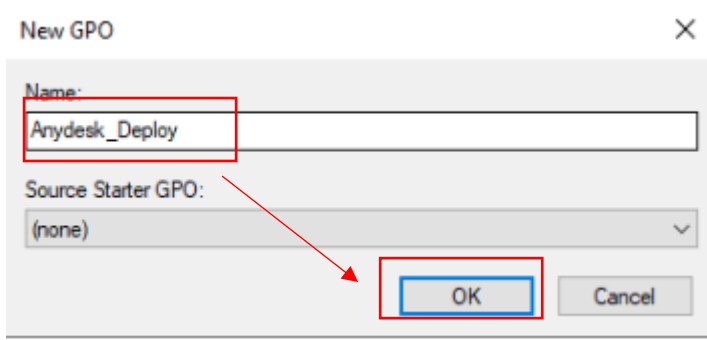 New GPO
Name:
Anydesk_Deploy
Source Starter GPO:
(none)
OK
Cancel